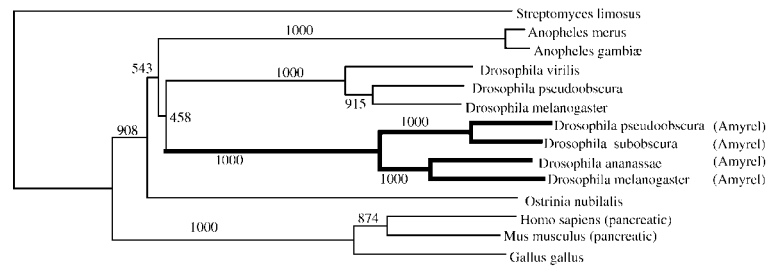 Streptomyces limosus
1000
Anopheles merus
Anopheles gambiæ
543
Drosophila virilis
1000
Drosophila pseudoobscura
915
Drosophila melanogaster
458
1000
Drosophila pseudoobscura (Amyrel)
908
Drosophila subobscura (Amyrel)
1000
Drosophila ananassae (Amyrel)
1000
Drosophila melanogaster (Amyrel)
Ostrinia nubilalis
874
Homo sapiens (pancreatic)
1000
Mus musculus (pancreatic)
Gallus gallus